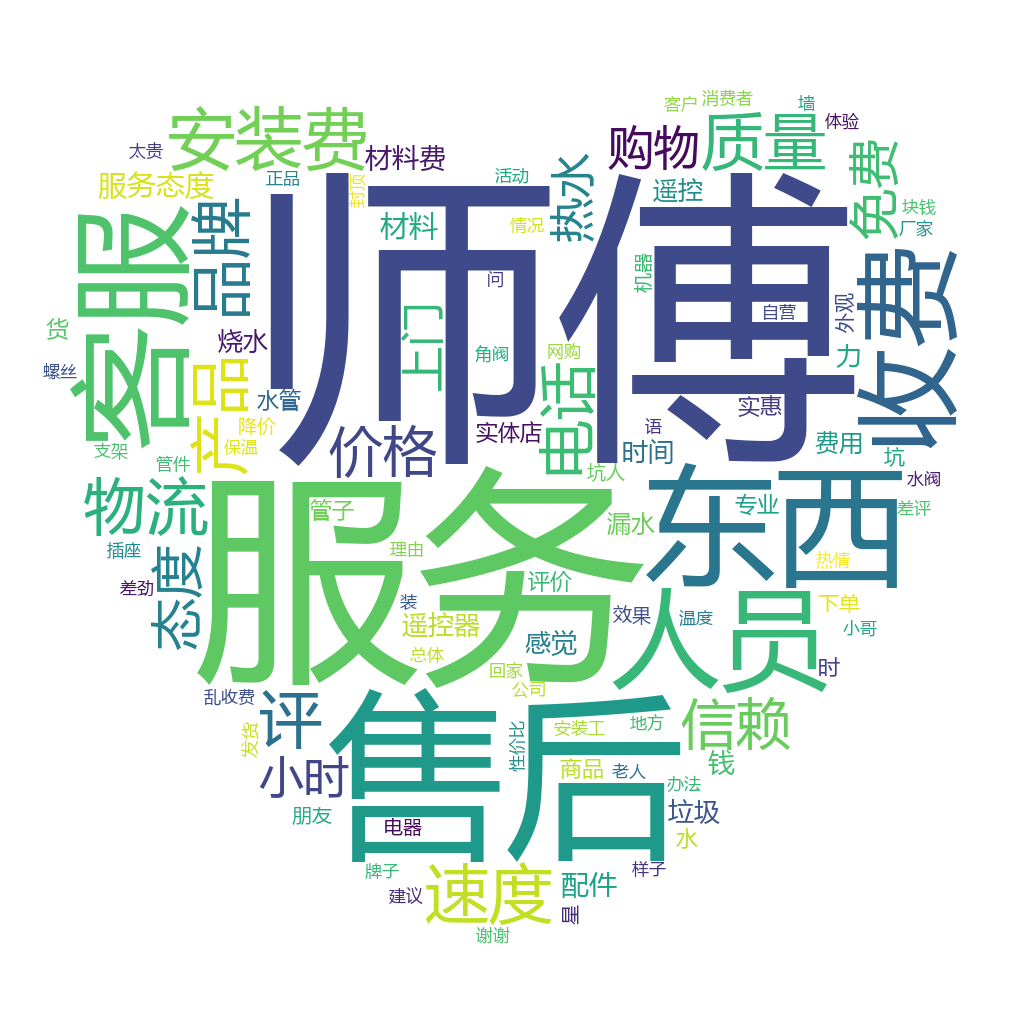 客户
消费者
墙
安装费
购物
质量
体验
太贵
材料费
免费
服务态度
正品
封顶
活动
热水
遥控
块钱
品牌
材料
情况
厂家
客服
师傅
收费
问
机器
自营
外观
货
烧水
上门
角阀
网购
力
螺丝
产品
水管
电话
实惠
降价
价格
实体店
语
时间
费用
坑
支架
保温
管件
坑人
水阀
物流
管子
服务
漏水
东西
专业
差评
插座
理由
热情
态度
差劲
装
评价
人员
下单
遥控器
效果
温度
小哥
总体
感觉
回家
时
乱收费
公司
评
发货
售后
性价比
安装工
地方
信赖
小时
商品
老人
钱
办法
朋友
电器
垃圾
水
牌子
速度
配件
样子
建议
星
谢谢